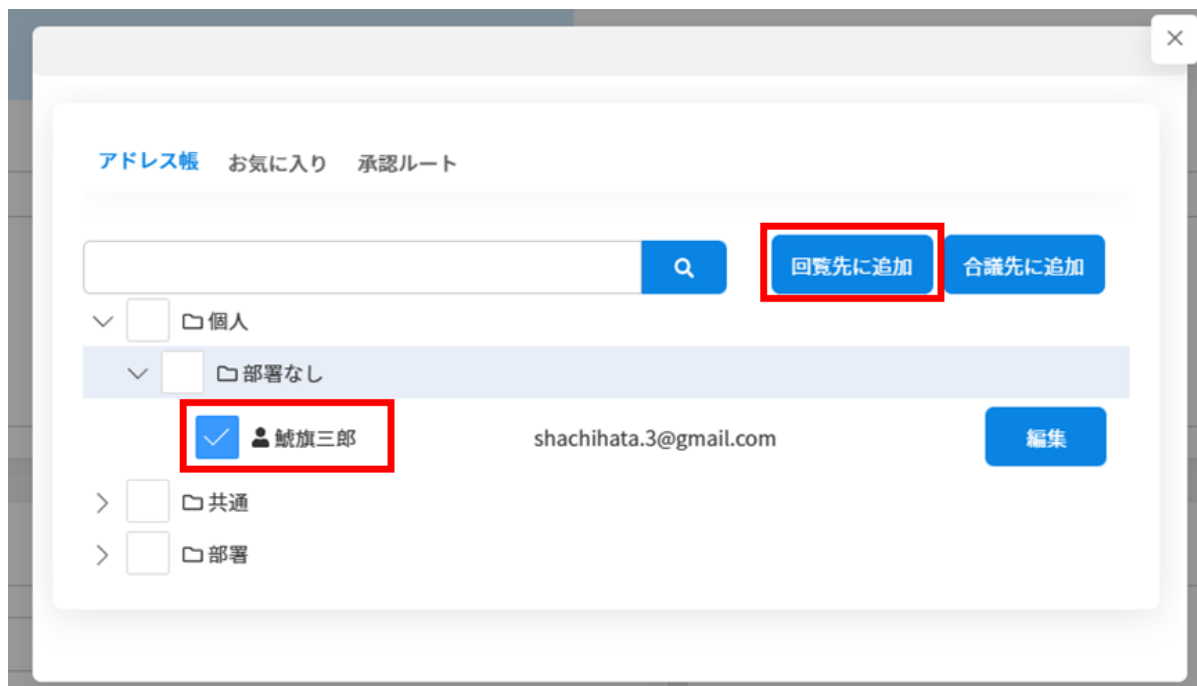 アドレス帳 お気に入り 承認ルート
回覧先に追加 合議先に追加
個人
部署なし
鯱旗三郎 shachihata.3@gmail.com 編集
共通
部署